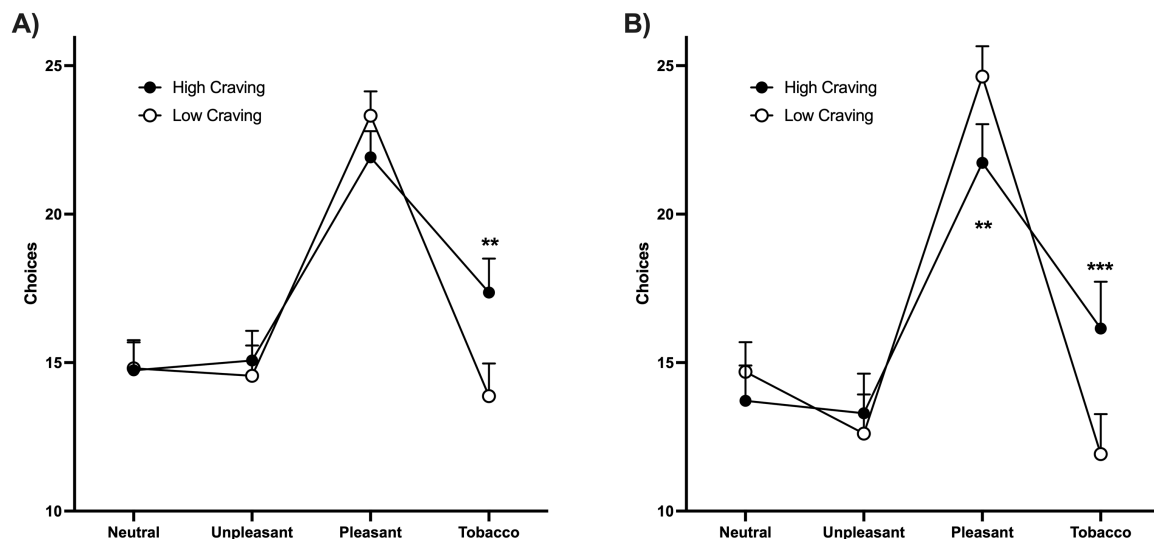 A)
25
High Craving
Low Craving
20
**
Choices
15
10
Neutral Unpleasant Pleasant Tobacco
B)
25
High Craving
Low Craving
20
**
***
Choices
15
10
Neutral Unpleasant Pleasant Tobacco